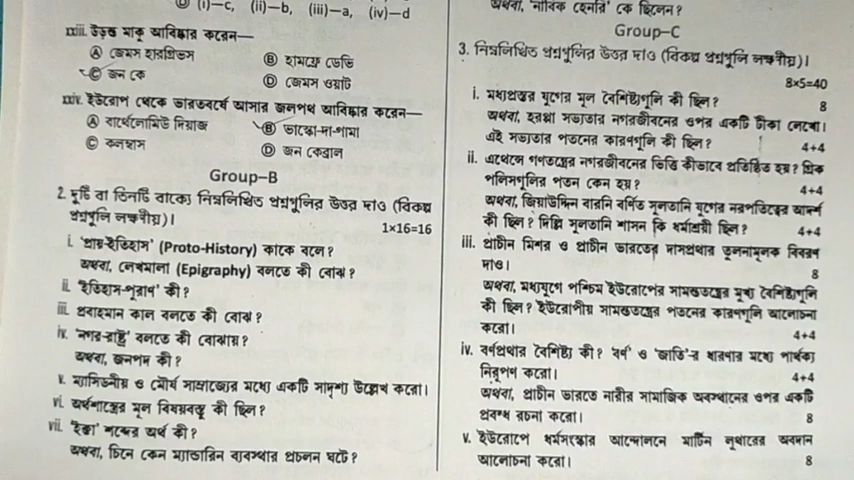 (i)—c, (ii)—b, (iii)—a, (iv)—d
xxiii. উড়ন্ত মাকু আবিষ্কার করেন—
Ⓐ জেমস হারগ্রিভস
Ⓑ হামফ্রে ডেভি
Ⓒ জন কে
Ⓓ জেমস ওয়াট
xxiv. ইউরোপ থেকে ভারতবর্ষে আসার জলপথ আবিষ্কার করেন—
Ⓐ বার্থেলোমিউ দিয়াজ
Ⓑ ভাস্কো-দা-গামা
Ⓒ কলম্বাস
Ⓓ জন কেব্রাল
Group–B
2. দুটি বা তিনটি বাক্যে নিম্নলিখিত প্রশ্নগুলির উত্তর দাও (বিকল্প
প্রশ্নগুলি লক্ষণীয়)।
1×16=16
i. 'প্রায়-ইতিহাস' (Proto-History) কাকে বলে?
অথবা, লেখমালা (Epigraphy) বলতে কী বোঝ?
ii. 'ইতিহাস-পুরাণ' কী?
iii. প্রবাহমান কাল বলতে কী বোঝ?
iv. 'নগর-রাষ্ট্র' বলতে কী বোঝায়?
অথবা, জনপদ কী?
v. ম্যাসিডনীয় ও মৌর্য সাম্রাজ্যের মধ্যে একটি সাদৃশ্য উল্লেখ করো।
vi. অর্থশাস্ত্রের মূল বিষয়বস্তু কী ছিল?
vii. 'ইক্তা' শব্দের অর্থ কী?
অথবা, চিনে কেন ম্যান্ডারিন ব্যবস্থার প্রচলন ঘটে?
অথবা, 'নাবিক হেনরি' কে ছিলেন?
Group–C
3. নিম্নলিখিত প্রশ্নগুলির উত্তর দাও (বিকল্প প্রশ্নগুলি লক্ষণীয়)।
8×5=40
i. মধ্যপ্রস্তর যুগের মূল বৈশিষ্ট্যগুলি কী ছিল?
8
অথবা, হরপ্পা সভ্যতার নগরজীবনের ওপর একটি টীকা লেখো।
এই সভ্যতার পতনের কারণগুলি কী ছিল?
4+4
ii. এথেন্সে গণতন্ত্রের নগরজীবনের ভিত্তি কীভাবে প্রতিষ্ঠিত হয়? গ্রিক
পলিসগুলির পতন কেন হয়?
4+4
অথবা, জিয়াউদ্দিন বারনি বর্ণিত সুলতানি যুগের নরপতিত্বের আদর্শ
কী ছিল? দিল্লি সুলতানি শাসন কি ধর্মাশ্রয়ী ছিল?
4+4
iii. প্রাচীন মিশর ও প্রাচীন ভারতের দাসপ্রথার তুলনামূলক বিবরণ
দাও।
8
অথবা, মধ্যযুগে পশ্চিম ইউরোপের সামন্ততন্ত্রের মুখ্য বৈশিষ্ট্যগুলি
কী ছিল? ইউরোপীয় সামন্ততন্ত্রের পতনের কারণগুলি আলোচনা
করো।
4+4
iv. বর্ণপ্রথার বৈশিষ্ট্য কী? 'বর্ণ' ও 'জাতি'-র ধারণার মধ্যে পার্থক্য
নিরূপণ করো।
4+4
অথবা, প্রাচীন ভারতে নারীর সামাজিক অবস্থানের ওপর একটি
প্রবন্ধ রচনা করো।
8
v. ইউরোপে ধর্মসংস্কার আন্দোলনে মার্টিন লুথারের অবদান
আলোচনা করো।
8